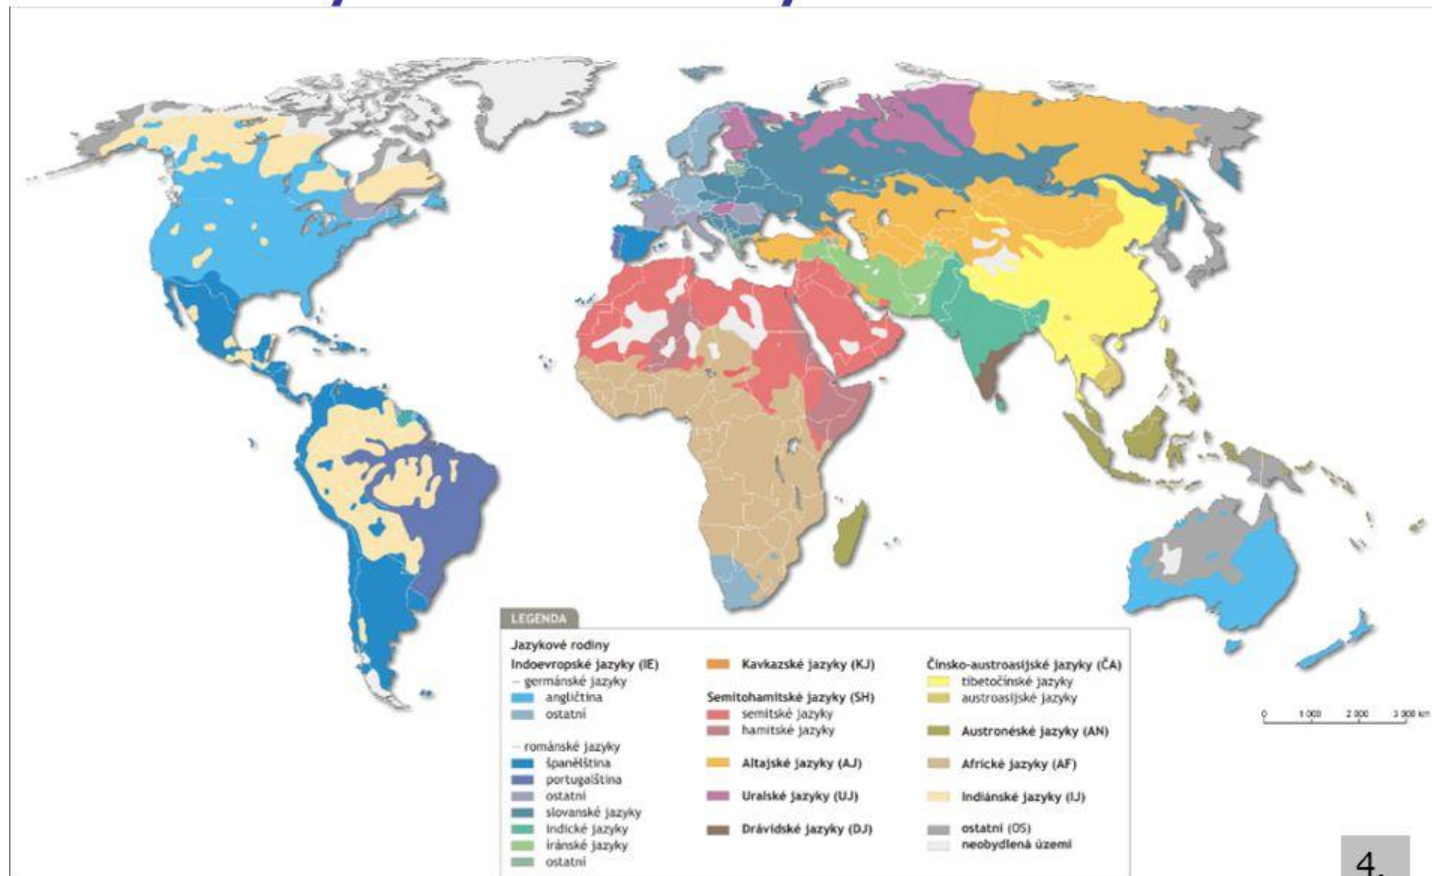 LEGENDA
Jazykové rodiny
Indoevropské jazyky (IE)
— germánské jazyky
angličtina
ostatní
— románské jazyky
španělština
portugalština
ostatní
slovanské jazyky
indické jazyky
íránské jazyky
ostatní
Kavkazské jazyky (KJ)
Semitohamitské jazyky (SH)
semitské jazyky
hamitské jazyky
Altajské jazyky (AJ)
Uralské jazyky (UJ)
Drávidské jazyky (DJ)
Čínsko-austroasijské jazyky (ČA)
tibetočínské jazyky
austroasijské jazyky
Austronéské jazyky (AN)
Africké jazyky (AF)
Indiánské jazyky (IJ)
ostatní (OS)
neobydlená území
0 1 000 2 000 3 000 km
4.